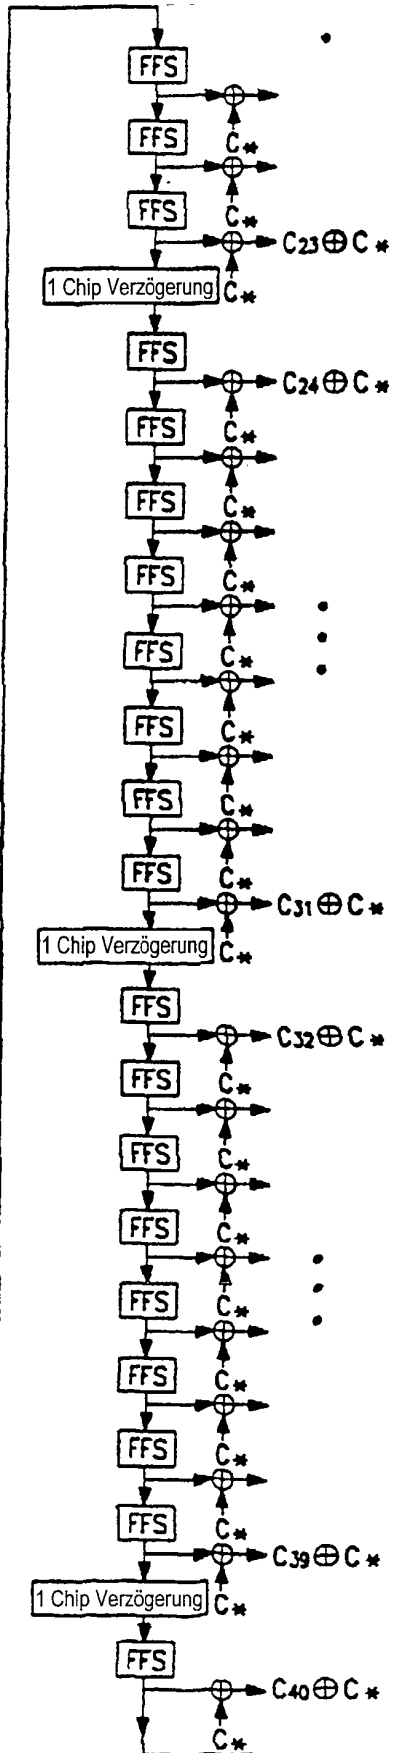 FFS
FFS
C*
FFS
C*
C23⊕C*
1 Chip Verzögerung
C*
FFS
C24⊕C*
FFS
C*
FFS
C*
FFS
C*
FFS
C*
FFS
C*
FFS
C*
FFS
C*
C31⊕C*
1 Chip Verzögerung
C*
FFS
C32⊕C*
FFS
C*
FFS
C*
FFS
C*
FFS
C*
FFS
C*
FFS
C*
FFS
C*
C39⊕C*
1 Chip Verzögerung
C*
FFS
C40⊕C*
C*